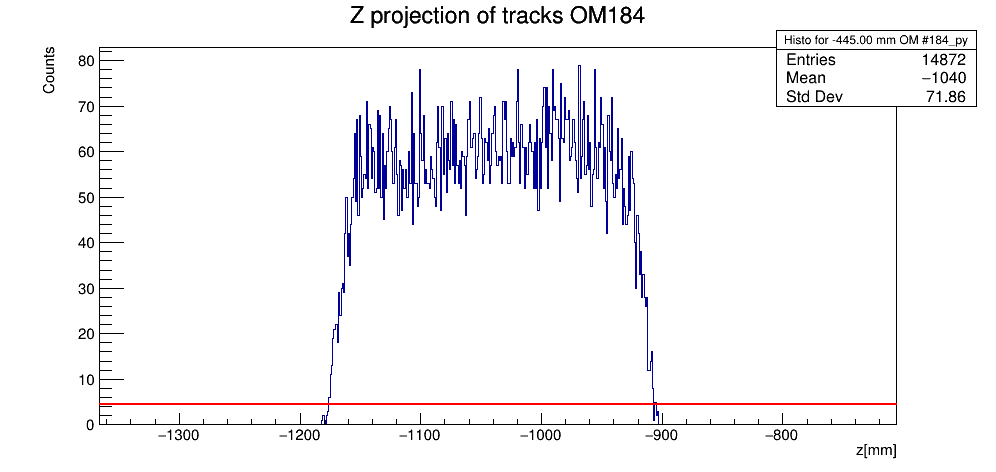 Z projection of tracks OM184
Histo for -445.00 mm OM #184_py
Entries 14872
Mean −1040
Std Dev 71.86
Counts
80
70
60
50
40
30
20
10
0
−1300 −1200 −1100 −1000 −900 −800
z[mm]